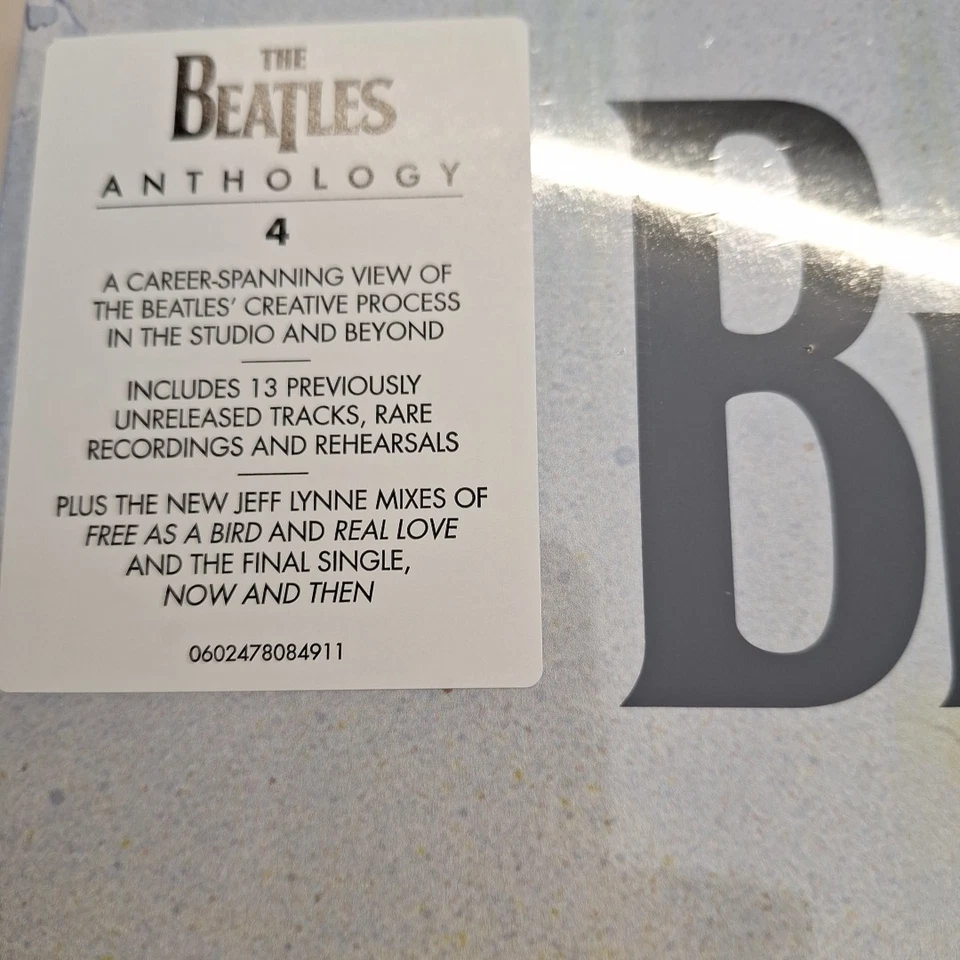 THE
BEATLES
ANTHOLOGY
4
A CAREER-SPANNING VIEW OF
THE BEATLES' CREATIVE PROCESS
IN THE STUDIO AND BEYOND
INCLUDES 13 PREVIOUSLY
UNRELEASED TRACKS, RARE
RECORDINGS AND REHEARSALS
PLUS THE NEW JEFF LYNNE MIXES OF
FREE AS A BIRD AND REAL LOVE
AND THE FINAL SINGLE,
NOW AND THEN
0602478084911
B